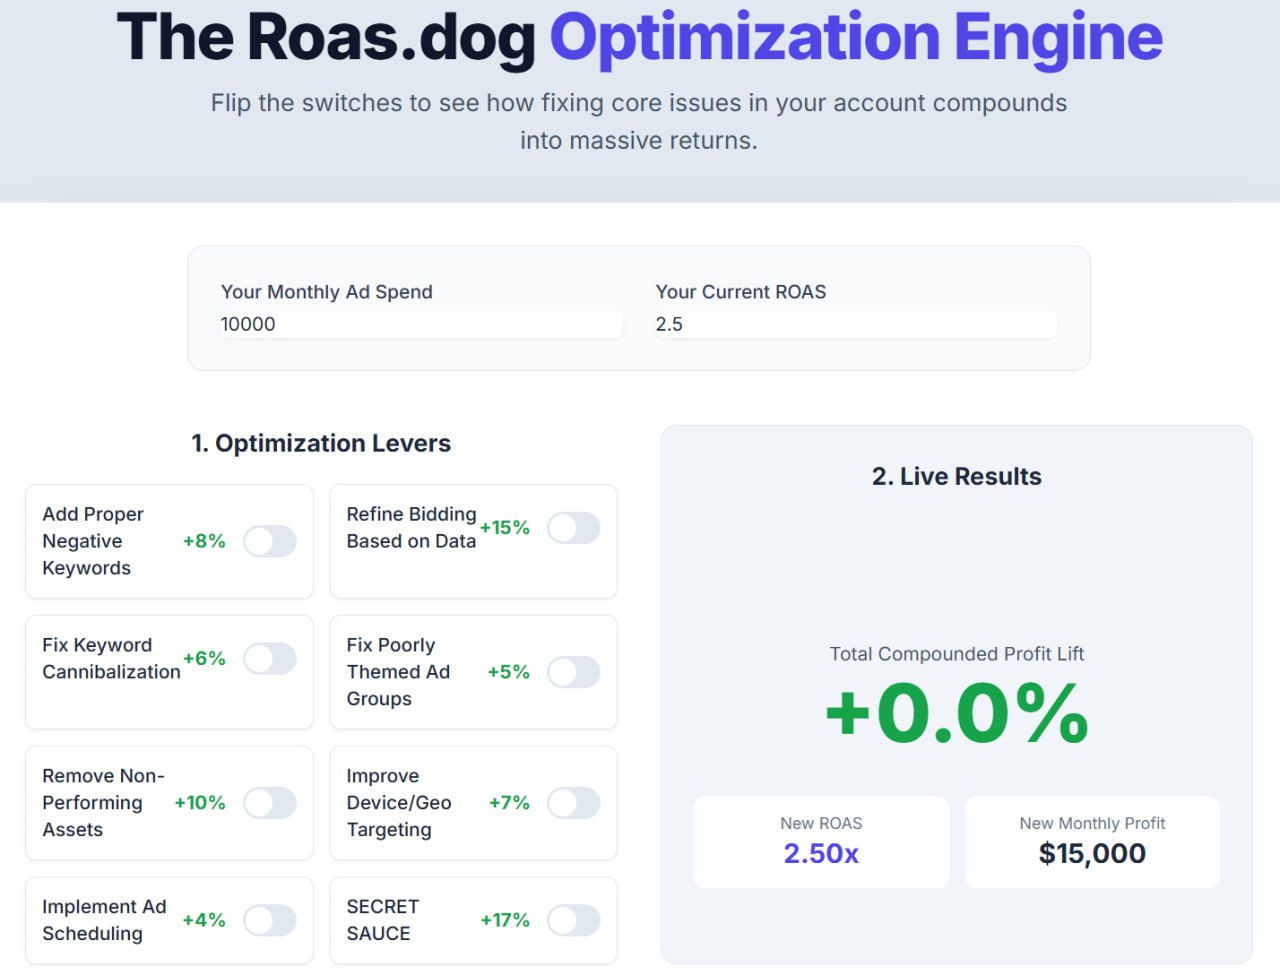 The Roas.dog Optimization Engine
Flip the switches to see how fixing core issues in your account compounds
into massive returns.
Your Monthly Ad Spend
10000
Your Current ROAS
2.5
1. Optimization Levers
Add Proper
Negative
Keywords
+8%
Refine Bidding
Based on Data
+15%
Fix Keyword
Cannibalization
+6%
Fix Poorly
Themed Ad
Groups
+5%
Remove Non-
Performing
Assets
+10%
Improve
Device/Geo
Targeting
+7%
Implement Ad
Scheduling
+4%
SECRET
SAUCE
+17%
2. Live Results
Total Compounded Profit Lift
+0.0%
New ROAS
2.50x
New Monthly Profit
$15,000